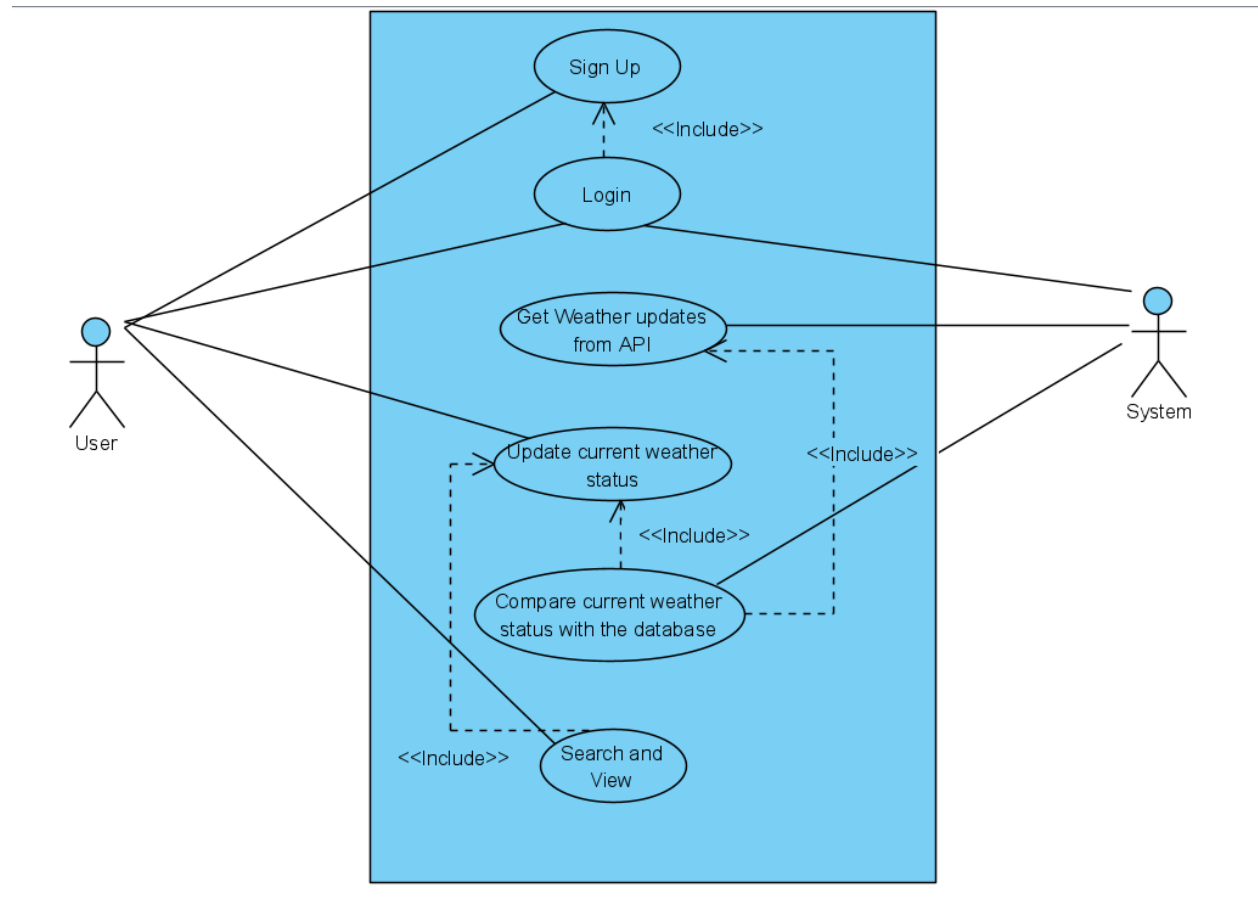 Sign Up
<<Include>>
Login
Get Weather updates
from API
User
System
Update current weather
status
<<Include>>
<<Include>>
Compare current weather
status with the database
<<Include>>
Search and
View